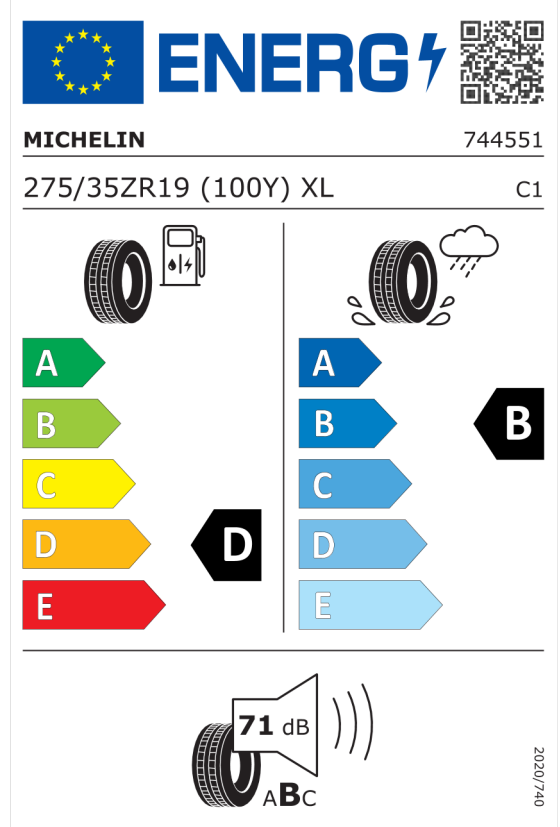 ENERG
MICHELIN 744551
275/35ZR19 (100Y) XL C1
A A
B B B
C C
D D D
E E
71 dB
ABC
2020/740